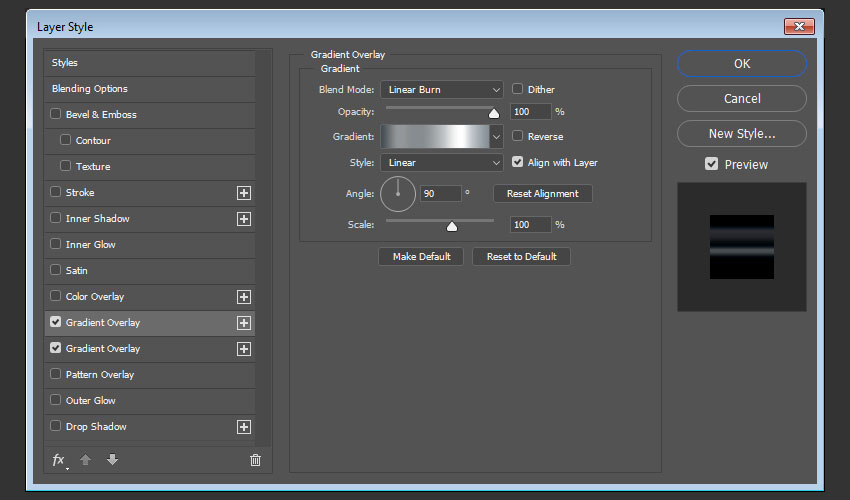 Layer Style
Styles
Blending Options
Bevel & Emboss
Contour
Texture
Stroke
Inner Shadow
Inner Glow
Satin
Color Overlay
Gradient Overlay
Gradient Overlay
Pattern Overlay
Outer Glow
Drop Shadow
fx
Gradient Overlay
Gradient
Blend Mode: Linear Burn Dither
Opacity: 100 %
Gradient: Reverse
Style: Linear Align with Layer
Angle: 90 ° Reset Alignment
Scale: 100 %
Make Default Reset to Default
OK
Cancel
New Style...
Preview